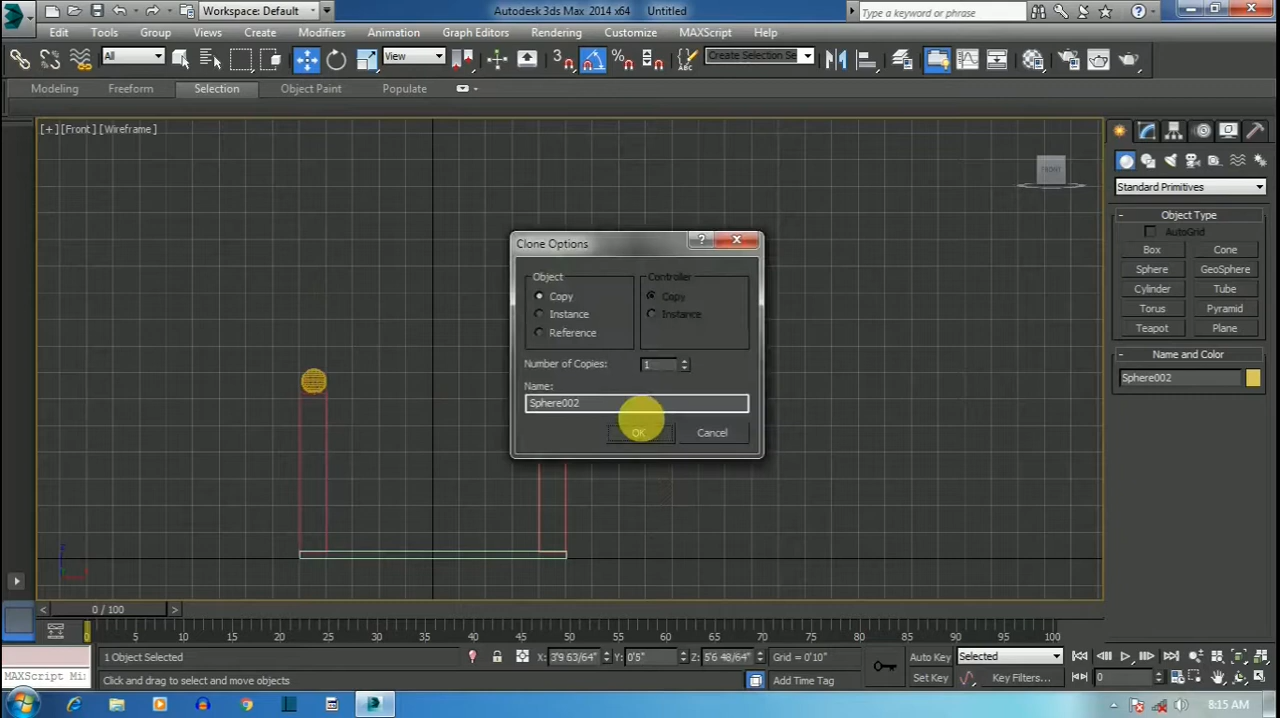 Workspace: Default
Autodesk 3ds Max 2014 x64 Untitled
Type a keyword or phrase
Edit Tools Group Views Create Modifiers Animation Graph Editors Rendering Customize MAXScript Help
All
View
3
ABC
Create Selection Se
Modeling Freeform Selection Object Paint Populate
[+] [Front] [Wireframe]
FRONT
Standard Primitives
Object Type
AutoGrid
Box Cone
Sphere GeoSphere
Cylinder Tube
Torus Pyramid
Teapot Plane
Name and Color
Sphere002
Clone Options
Object Controller
Copy Copy
Instance Instance
Reference
Number of Copies: 1
Name:
Sphere002
OK Cancel
z
0 / 100
0 5 10 15 20 25 30 35 40 45 50 55 60 65 70 75 80 85 90 95 100
1 Object Selected X: 3'9 63/64" Y: 0'5" Z: 5'6 48/64" Grid = 0'10" Auto Key Selected
MAXScript Mi Click and drag to select and move objects Add Time Tag Set Key Key Filters... 0
8:15 AM